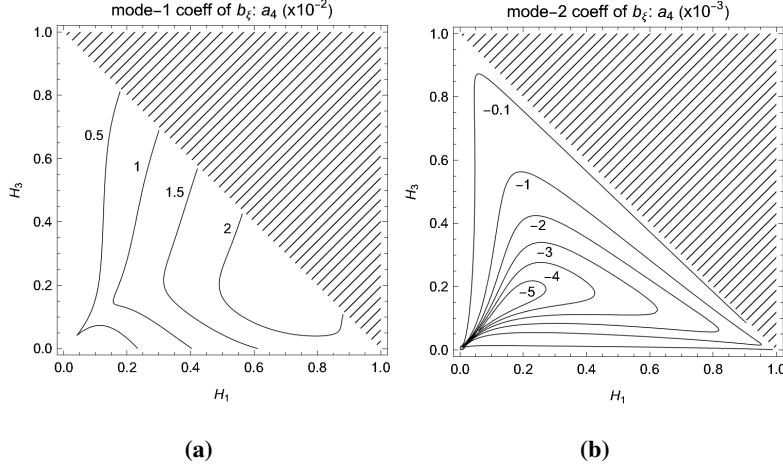 mode−1 coeff of b_ξ: a_4 (x10^−2)
1.0
0.8
0.6
0.4
0.2
0.0
H_3
0.5
1
1.5
2
0.0 0.2 0.4 0.6 0.8 1.0
H_1
(a)
mode−2 coeff of b_ξ: a_4 (x10^−3)
1.0
0.8
0.6
0.4
0.2
0.0
H_3
−0.1
−1
−2
−3
−4
−5
0.0 0.2 0.4 0.6 0.8 1.0
H_1
(b)